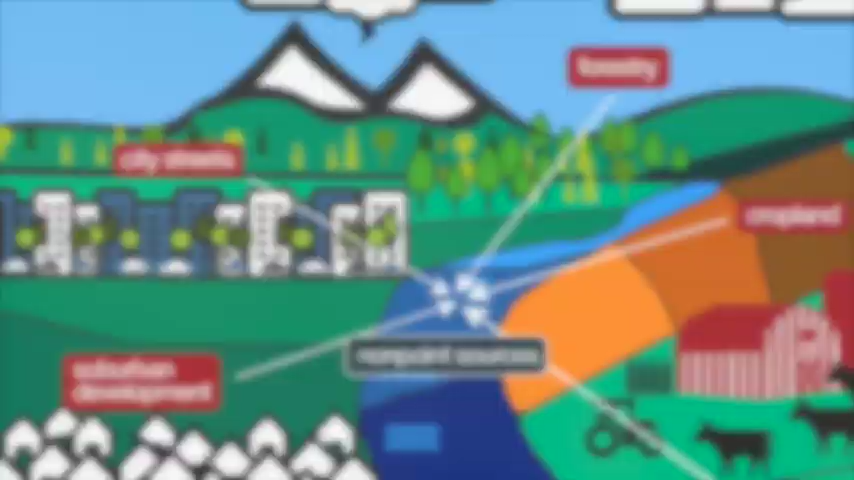 forestry
city streets
cropland
nonpoint sources
suburban
development